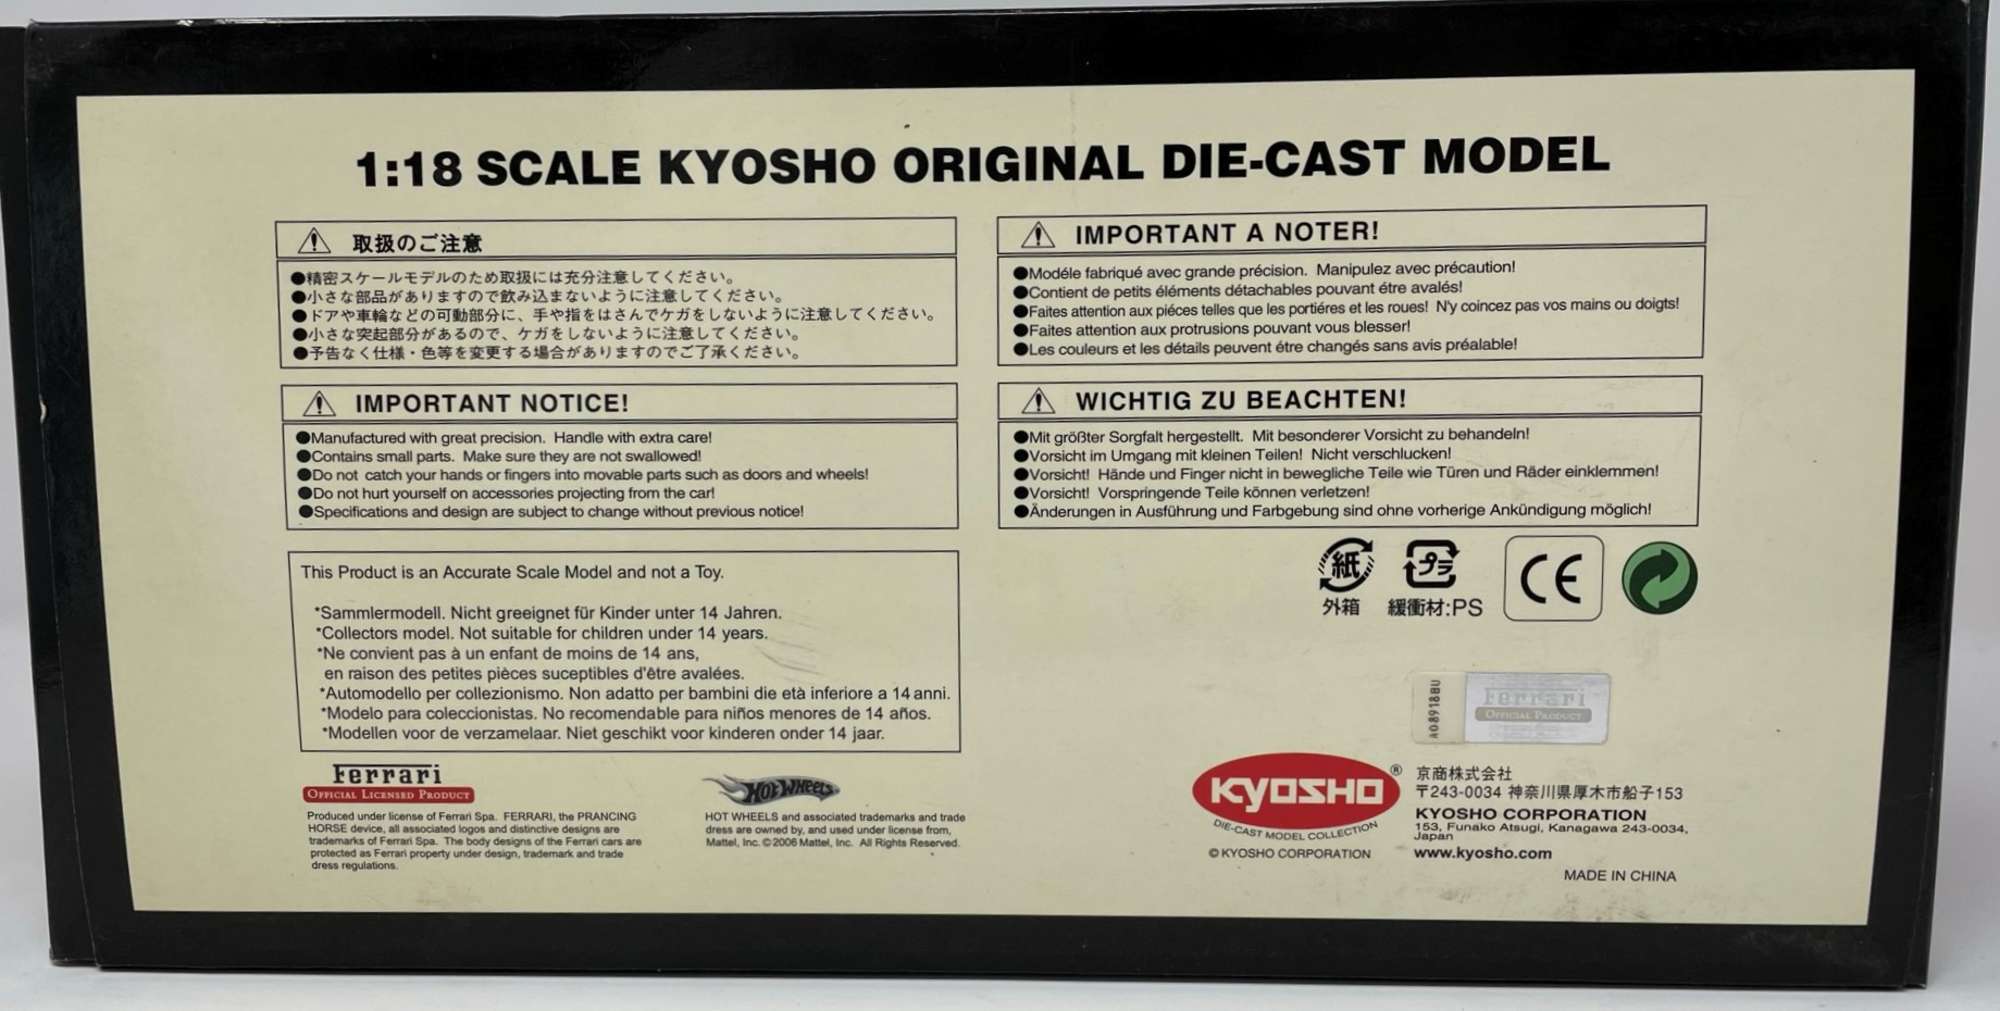 1:18 SCALE KYOSHO ORIGINAL DIE-CAST MODEL
取扱のご注意
●精密スケールモデルのため取扱には充分注意してください。
●小さな部品がありますので飲み込まないように注意してください。
●ドアや車輪などの可動部分に、手や指をはさんでケガをしないように注意してください。
●小さな突起部分があるので、ケガをしないように注意してください。
●予告なく仕様・色等を変更する場合がありますのでご了承ください。
IMPORTANT A NOTER!
●Modéle fabriqué avec grande précision. Manipulez avec précaution!
●Contient de petits éléments détachables pouvant étre avalés!
●Faites attention aux piéces telles que les portiéres et les roues! N'y coincez pas vos mains ou doigts!
●Faites attention aux protrusions pouvant vous blesser!
●Les couleurs et les détails peuvent étre changés sans avis préalable!
IMPORTANT NOTICE!
●Manufactured with great precision. Handle with extra care!
●Contains small parts. Make sure they are not swallowed!
●Do not catch your hands or fingers into movable parts such as doors and wheels!
●Do not hurt yourself on accessories projecting from the car!
●Specifications and design are subject to change without previous notice!
WICHTIG ZU BEACHTEN!
●Mit größter Sorgfalt hergestellt. Mit besonderer Vorsicht zu behandeln!
●Vorsicht im Umgang mit kleinen Teilen! Nicht verschlucken!
●Vorsicht! Hände und Finger nicht in bewegliche Teile wie Türen und Räder einklemmen!
●Vorsicht! Vorspringende Teile können verletzen!
●Änderungen in Ausführung und Farbgebung sind ohne vorherige Ankündigung möglich!
This Product is an Accurate Scale Model and not a Toy.
*Sammlermodell. Nicht greeignet für Kinder unter 14 Jahren.
*Collectors model. Not suitable for children under 14 years.
*Ne convient pas à un enfant de moins de 14 ans,
en raison des petites pièces suceptibles d'être avalées.
*Automodello per collezionismo. Non adatto per bambini die età inferiore a 14 anni.
*Modelo para coleccionistas. No recomendable para niños menores de 14 años.
*Modellen voor de verzamelaar. Niet geschikt voor kinderen onder 14 jaar.
紙
外箱
プラ
緩衝材:PS
CE
A089188U
Ferrari
OFFICIAL PRODUCT
Ferrari
OFFICIAL LICENSED PRODUCT
Produced under license of Ferrari Spa. FERRARI, the PRANCING
HORSE device, all associated logos and distinctive designs are
trademarks of Ferrari Spa. The body designs of the Ferrari cars are
protected as Ferrari property under design, trademark and trade
dress regulations.
HOT WHEELS
HOT WHEELS and associated trademarks and trade
dress are owned by, and used under license from,
Mattel, Inc. © 2006 Mattel, Inc. All Rights Reserved.
KYOSHO ®
DIE-CAST MODEL COLLECTION
© KYOSHO CORPORATION
京商株式会社
〒243-0034 神奈川県厚木市船子153
KYOSHO CORPORATION
153, Funako Atsugi, Kanagawa 243-0034,
Japan
www.kyosho.com
MADE IN CHINA